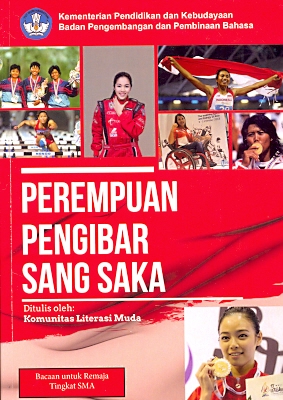 Kementerian Pendidikan dan Kebudayaan
Badan Pengembangan dan Pembinaan Bahasa
PEREMPUAN
PENGIBAR
SANG SAKA
Ditulis oleh:
Komunitas Literasi Muda
Bacaan untuk Remaja
Tingkat SMA